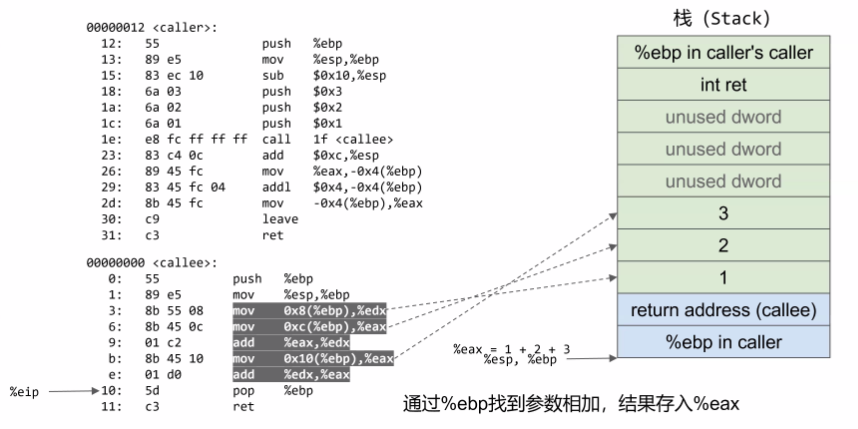 00000012 <caller>:
12: 55 push %ebp
13: 89 e5 mov %esp,%ebp
15: 83 ec 10 sub $0x10,%esp
18: 6a 03 push $0x3
1a: 6a 02 push $0x2
1c: 6a 01 push $0x1
1e: e8 fc ff ff ff call 1f <callee>
23: 83 c4 0c add $0xc,%esp
26: 89 45 fc mov %eax,-0x4(%ebp)
29: 83 45 fc 04 addl $0x4,-0x4(%ebp)
2d: 8b 45 fc mov -0x4(%ebp),%eax
30: c9 leave
31: c3 ret
00000000 <callee>:
0: 55 push %ebp
1: 89 e5 mov %esp,%ebp
3: 8b 55 08 mov 0x8(%ebp),%edx
6: 8b 45 0c mov 0xc(%ebp),%eax
9: 01 c2 add %eax,%edx
b: 8b 45 10 mov 0x10(%ebp),%eax
e: 01 d0 add %edx,%eax
%eip 10: 5d pop %ebp
11: c3 ret
栈（Stack）
%ebp in caller's caller
int ret
unused dword
unused dword
unused dword
3
2
1
return address (callee)
%ebp in caller
%eax = 1 + 2 + 3
%esp, %ebp
通过%ebp找到参数相加，结果存入%eax